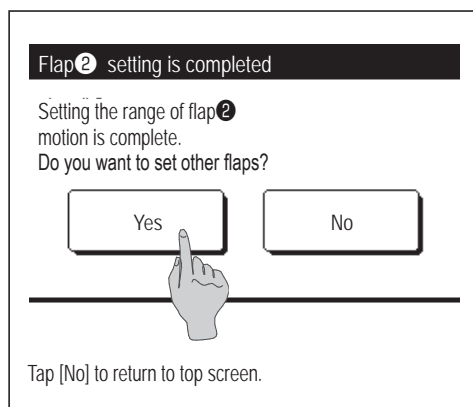 Flap❷ setting is completed
Setting the range of flap❷
motion is complete.
Do you want to set other flaps?
Yes
No
Tap [No] to return to top screen.